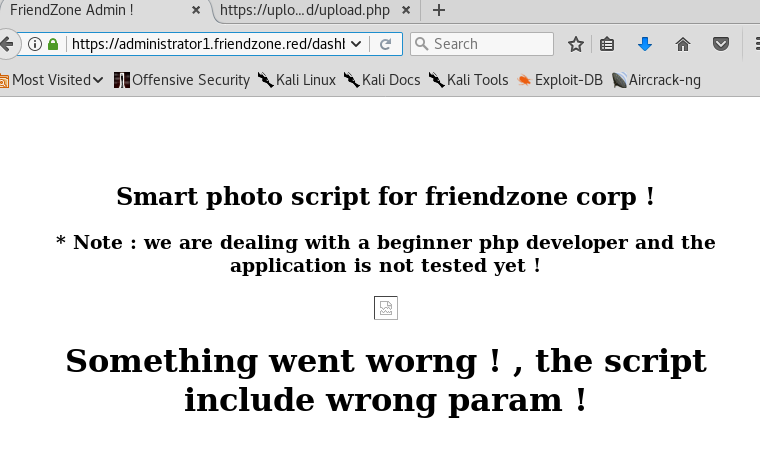 FriendZone Admin !
https://uplo...d/upload.php
https://administrator1.friendzone.red/dashb
Search
Most Visited
Offensive Security
Kali Linux
Kali Docs
Kali Tools
Exploit-DB
Aircrack-ng
Smart photo script for friendzone corp !
* Note : we are dealing with a beginner php developer and the
application is not tested yet !
Something went worng ! , the script
include wrong param !